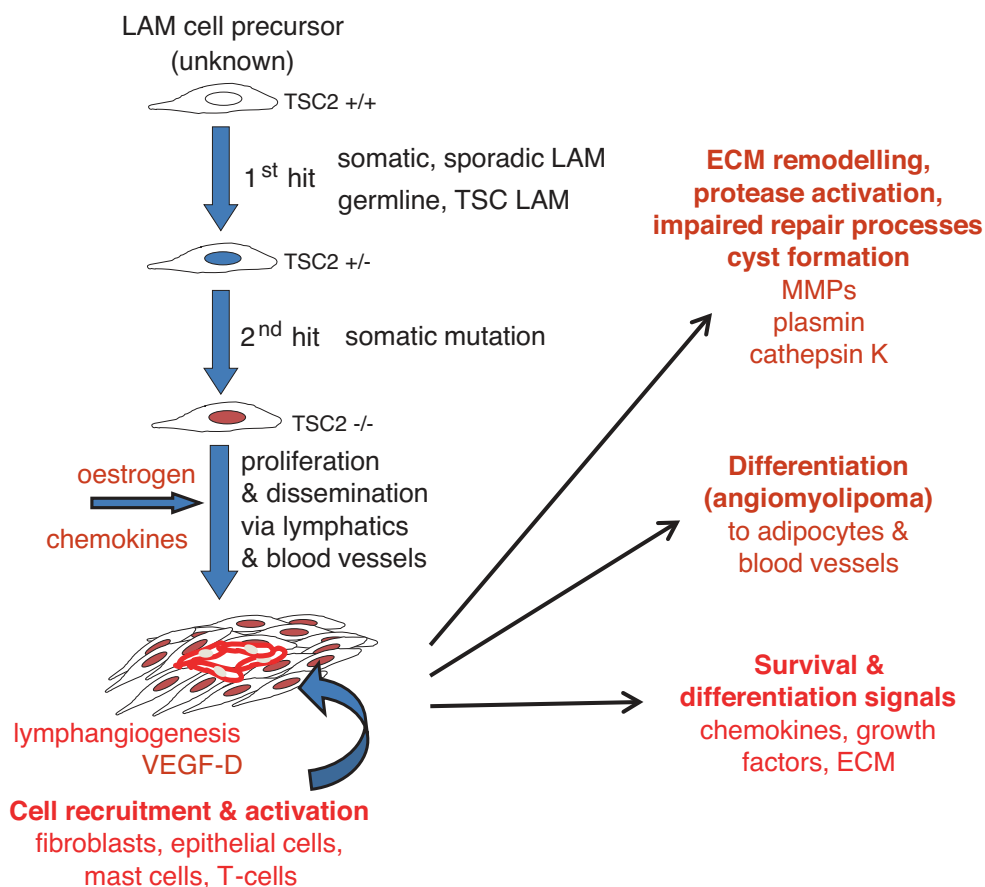 LAM cell precursor
(unknown)
TSC2 +/+
1st hit
somatic, sporadic LAM
germline, TSC LAM
TSC2 +/-
2nd hit
somatic mutation
TSC2 -/-
oestrogen
chemokines
proliferation
& dissemination
via lymphatics
& blood vessels
lymphangiogenesis
VEGF-D
Cell recruitment & activation
fibroblasts, epithelial cells,
mast cells, T-cells
ECM remodelling,
protease activation,
impaired repair processes
cyst formation
MMPs
plasmin
cathepsin K
Differentiation
(angiomyolipoma)
to adipocytes &
blood vessels
Survival &
differentiation signals
chemokines, growth
factors, ECM